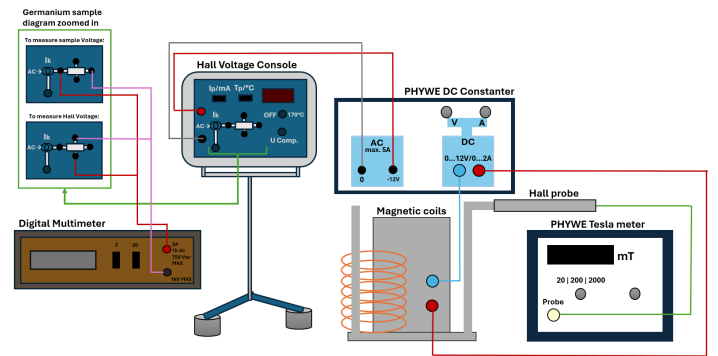 Germanium sample
diagram zoomed in
To measure sample Voltage:
Ik
AC→
To measure Hall Voltage:
Ik
AC→
Hall Voltage Console
Ip/mA Tp/°C
OFF 170°C
Ik
AC→
U Comp.
PHYWE DC Constanter
V A
AC
max. 5A
0 -12V
DC
0...12V/0...2A
Hall probe
Magnetic coils
PHYWE Tesla meter
mT
20 | 200 | 2000
Probe
Digital Multimeter
2 20
2A
1k dc
750 Vac
MAX
1kV MAX